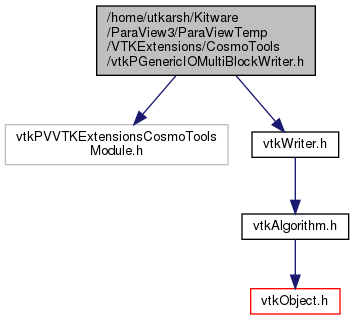 /home/utkarsh/Kitware
/ParaView3/ParaViewTemp
/VTKExtensions/CosmoTools
/vtkPGenericIOMultiBlockWriter.h
vtkPVVTKExtensionsCosmoTools
Module.h
vtkWriter.h
vtkAlgorithm.h
vtkObject.h